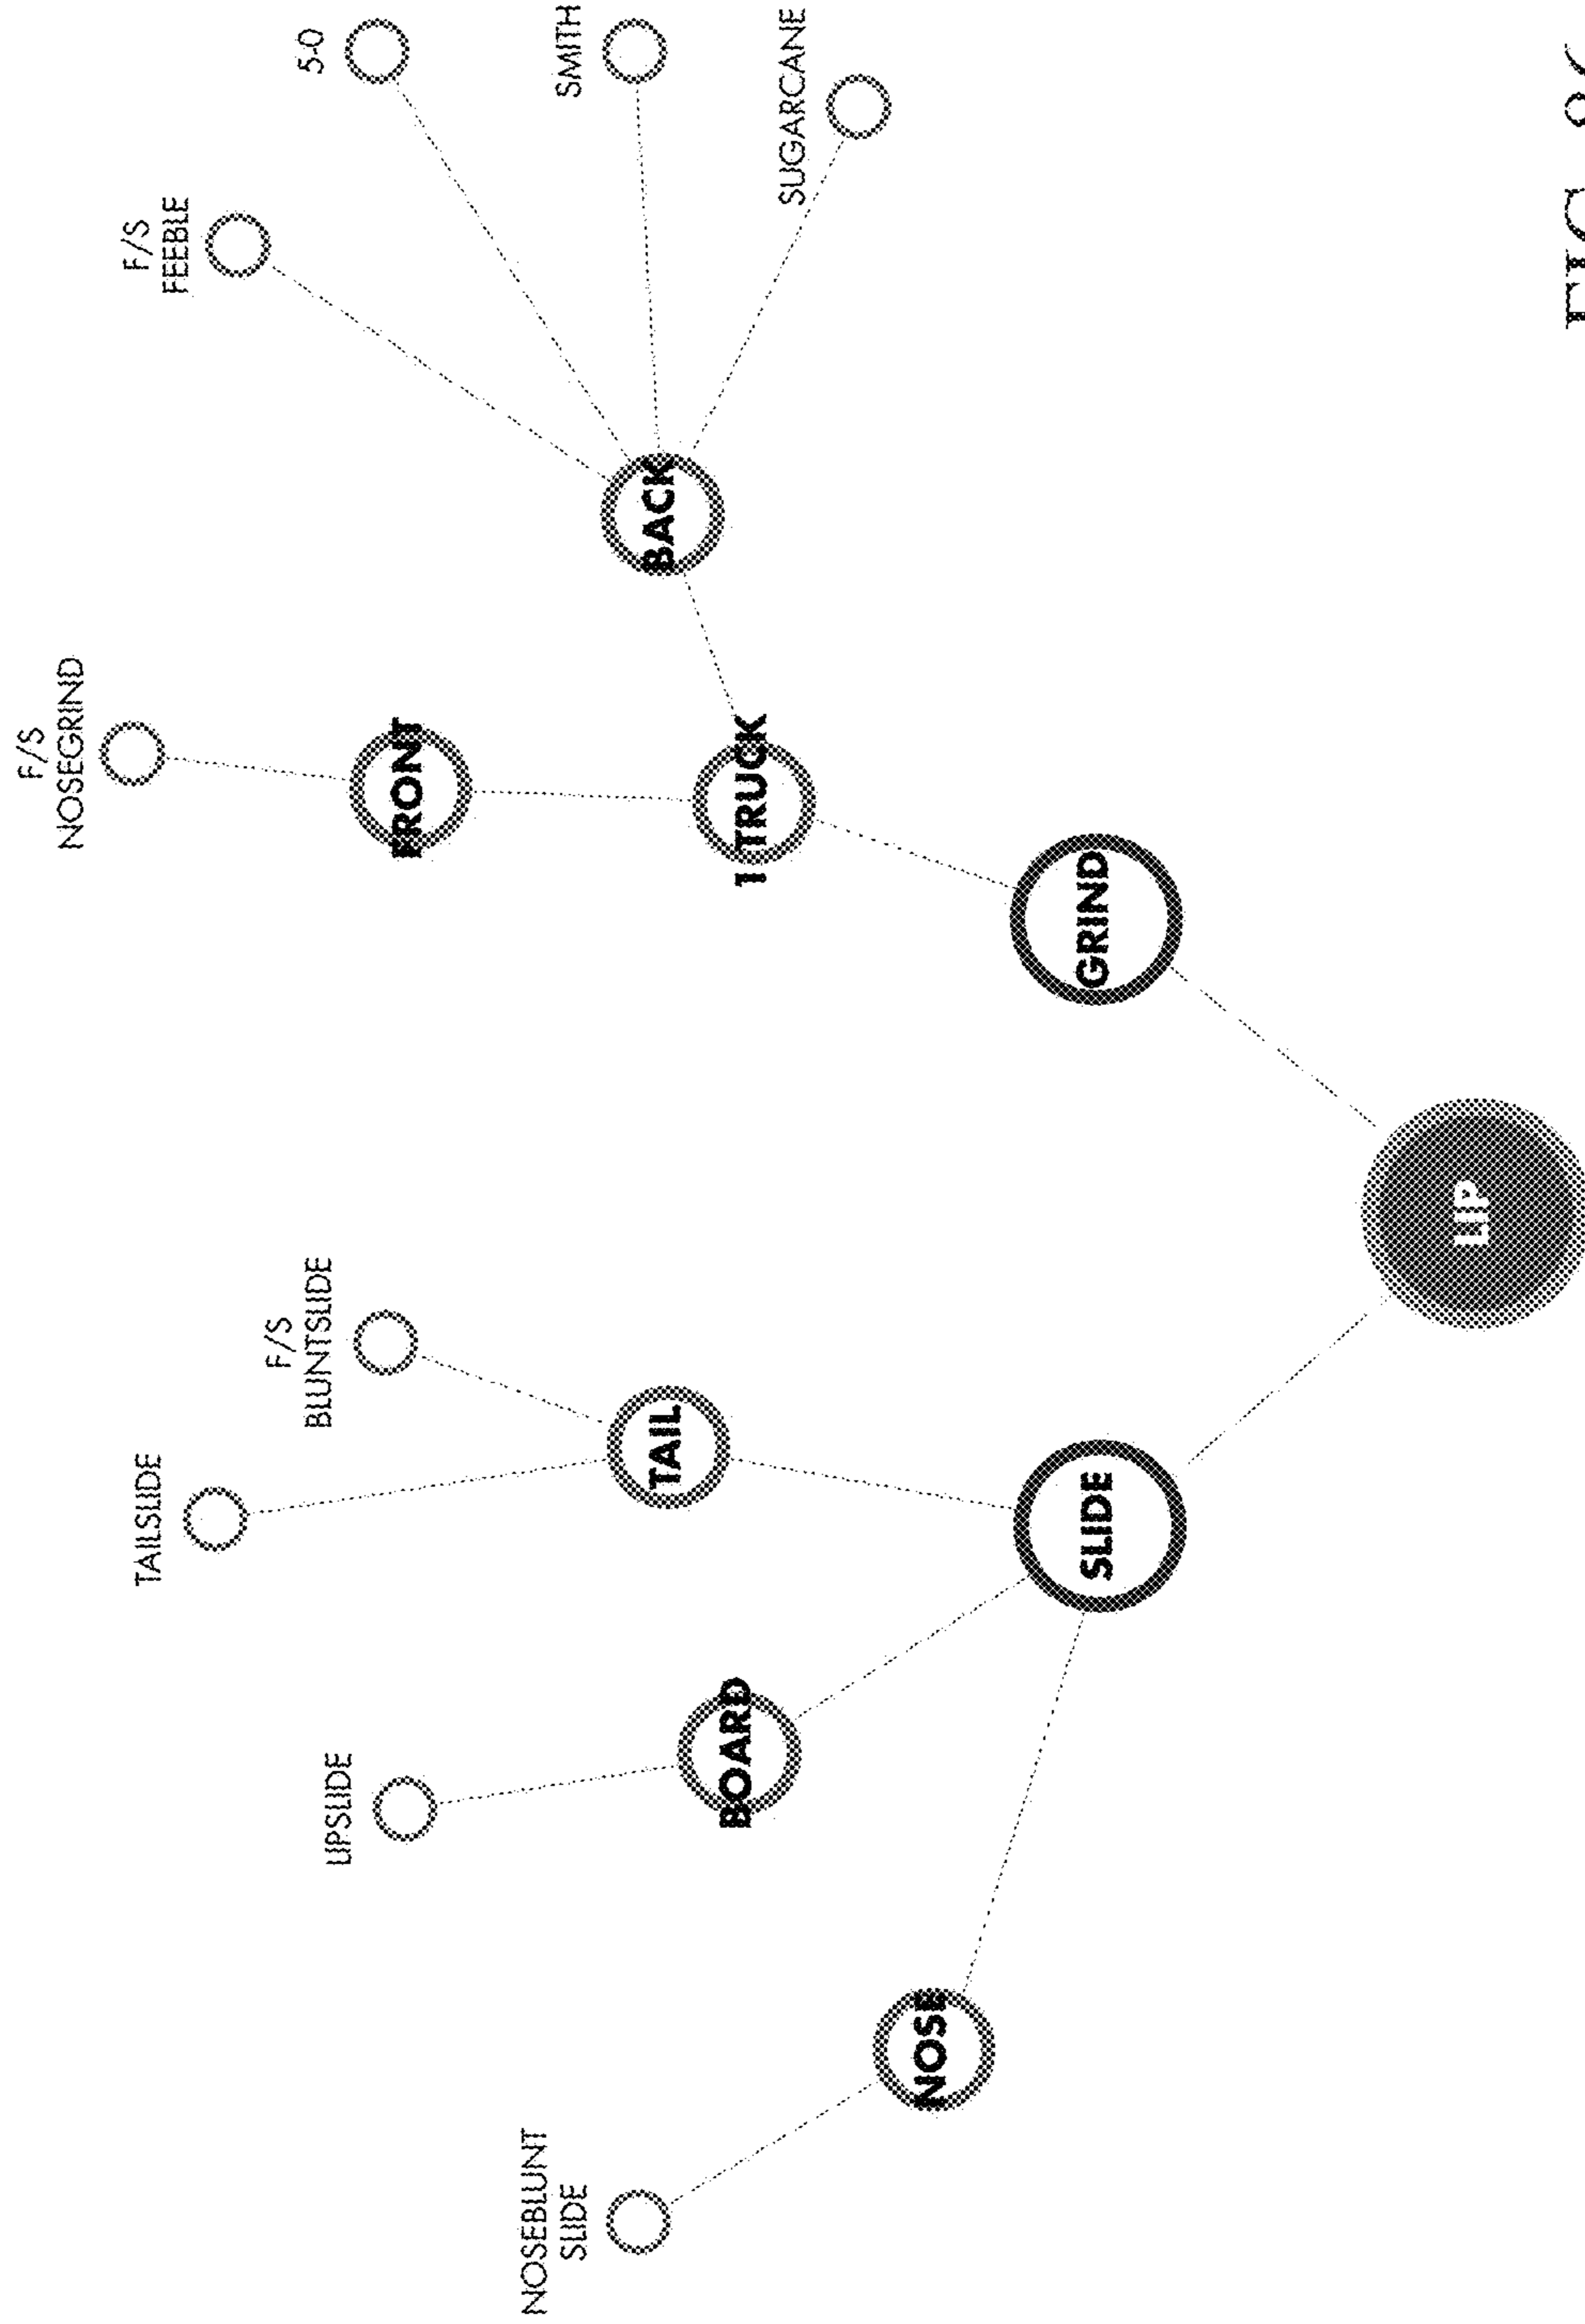 F/S
NOSEGRIND
F/S
FEEBLE
TAILSLIDE
F/S
BLUNTSLIDE
5-0
LIPSLIDE
FRONT
NOSEBLUNT
SLIDE
SMITH
TAIL
BACK
BOARD
1 TRUCK
SUGARCANE
NOSE
SLIDE
GRIND
LIP